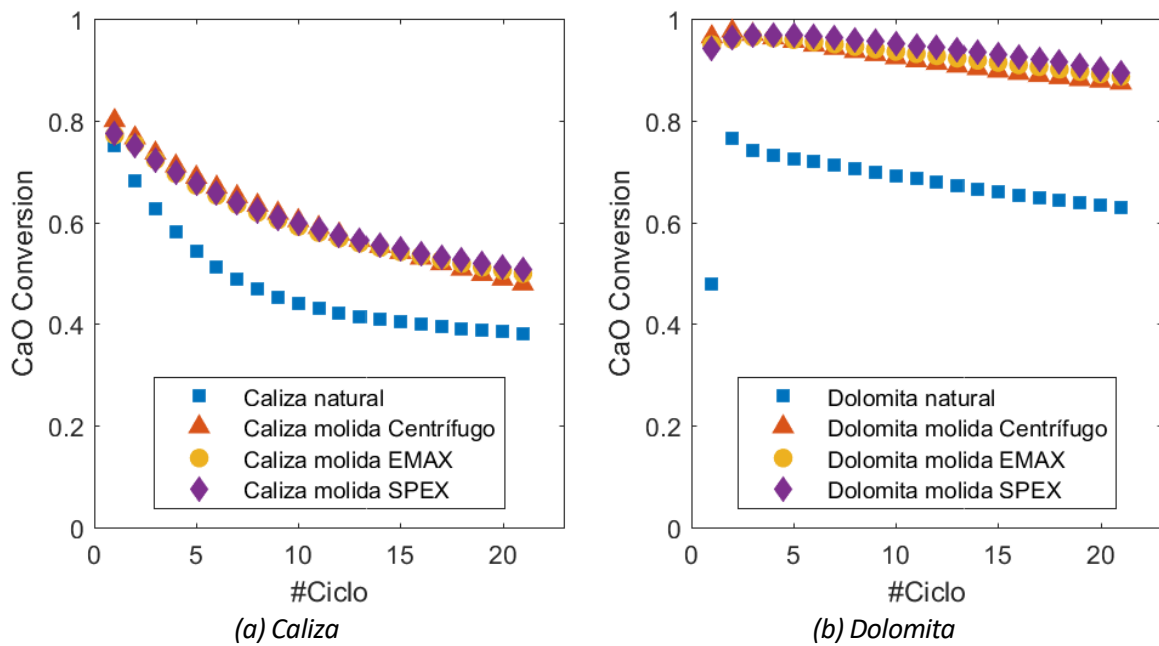 CaO Conversion
1
0.8
0.6
0.4
0.2
0
Caliza natural
Caliza molida Centrífugo
Caliza molida EMAX
Caliza molida SPEX
0 5 10 15 20
#Ciclo
(a) Caliza
CaO Conversion
1
0.8
0.6
0.4
0.2
0
Dolomita natural
Dolomita molida Centrífugo
Dolomita molida EMAX
Dolomita molida SPEX
0 5 10 15 20
#Ciclo
(b) Dolomita